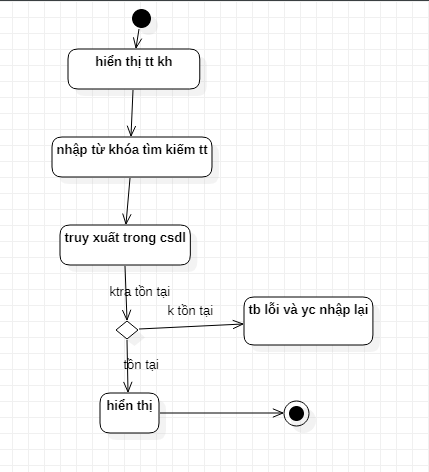 hiển thị tt kh
nhập từ khóa tìm kiếm tt
truy xuất trong csdl
ktra tồn tại
k tồn tại
tb lỗi và yc nhập lại
tồn tại
hiển thị